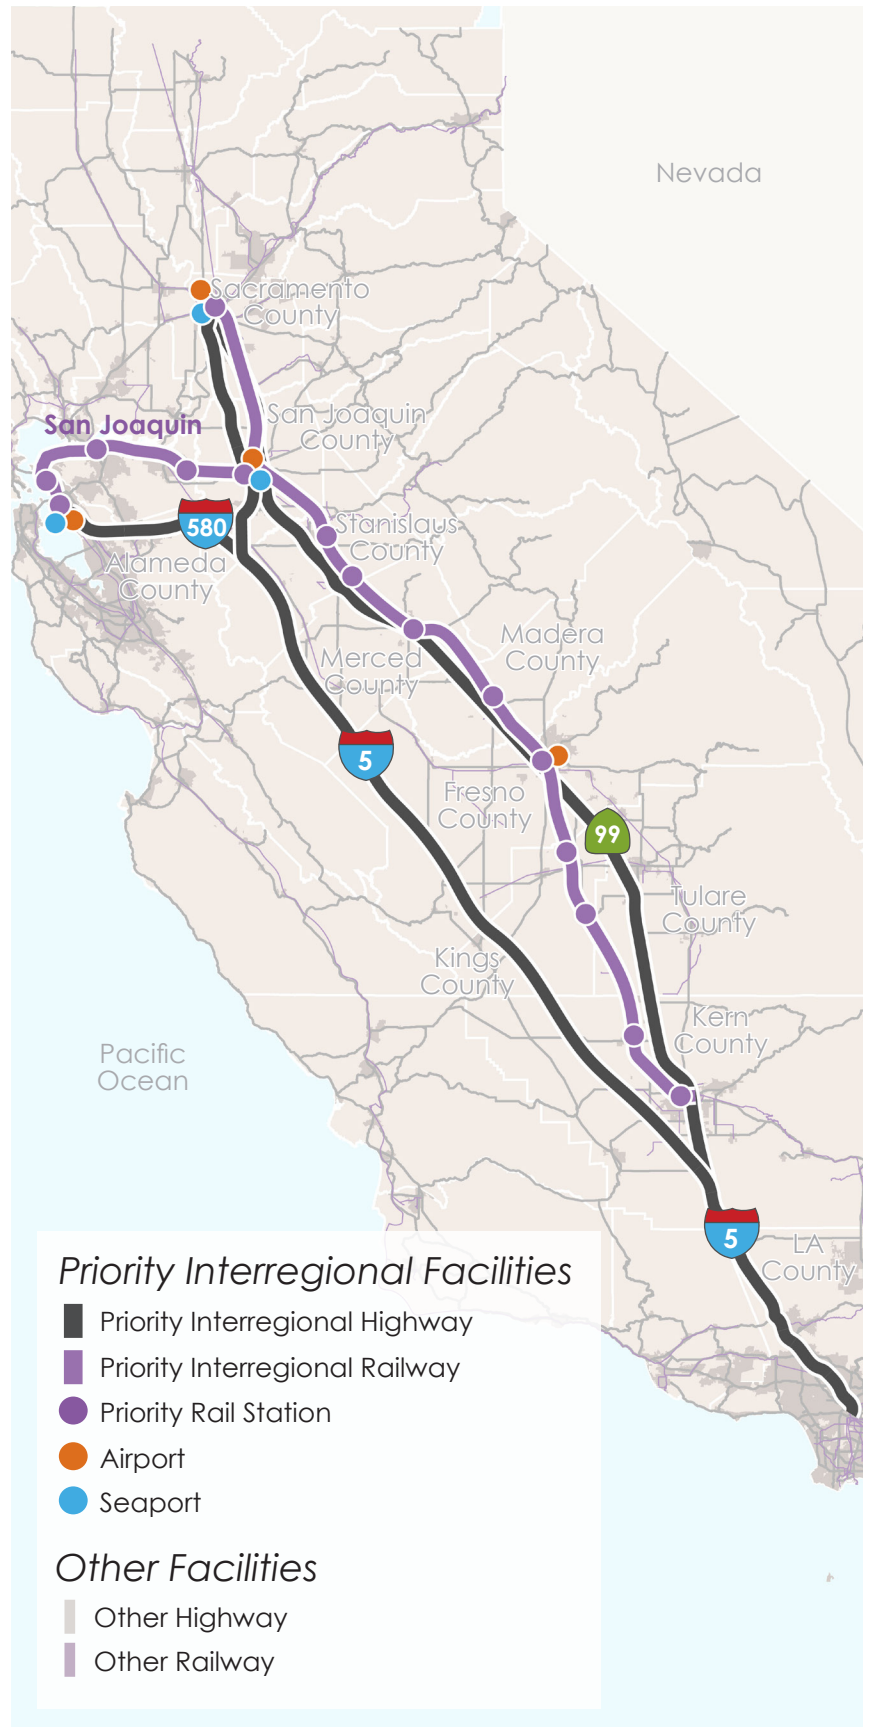 Nevada
Sacramento
County
San Joaquin
San Joaquin
County
580
Stanislaus
County
Alameda
County
Madera
County
Merced
County
5
Fresno
County
99
Tulare
County
Kings
County
Kern
County
Pacific
Ocean
5
LA
County
Priority Interregional Facilities
Priority Interregional Highway
Priority Interregional Railway
Priority Rail Station
Airport
Seaport
Other Facilities
Other Highway
Other Railway